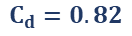 C_d = 0.82